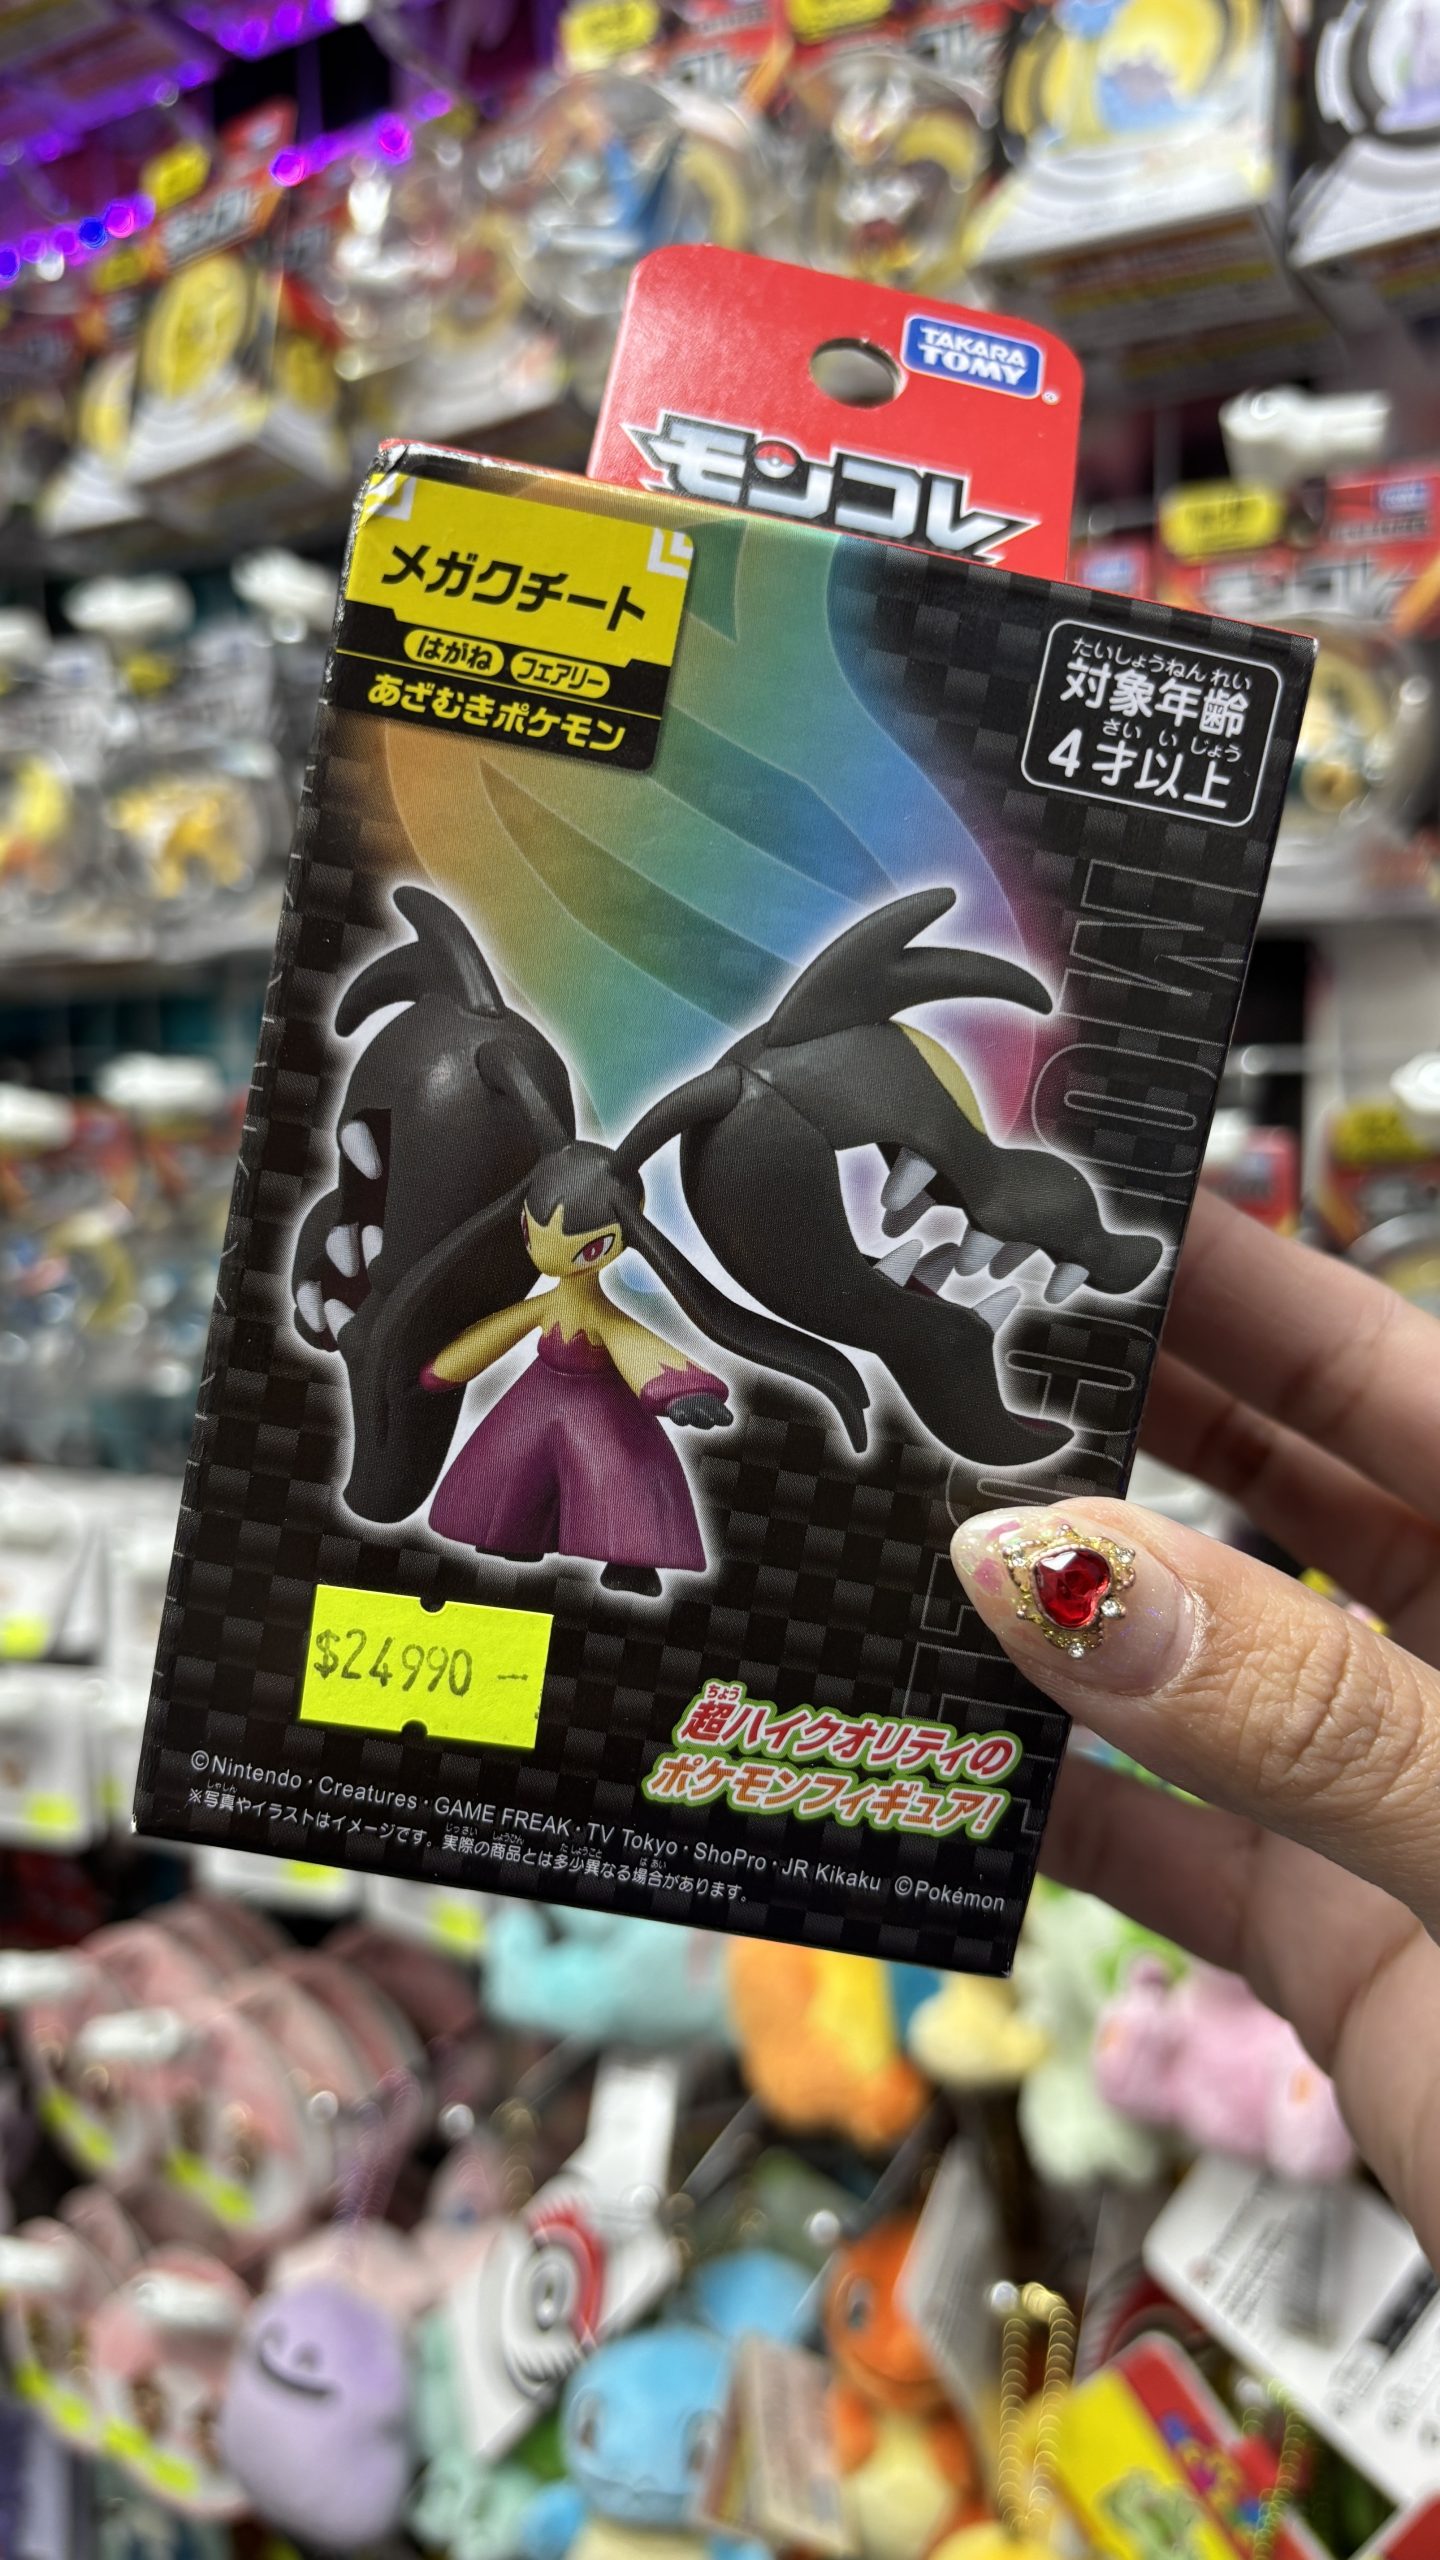 TAKARA
TOMY
モンコレ
メガクチート
はがね フェアリー
あざむきポケモン
たいしょうねんれい
対象年齢
さいいじょう
4才以上
MONCOLLE
$24990-
ちょう
超ハイクオリティの
ポケモンフィギュア!
©Nintendo・Creatures・GAME FREAK・TV Tokyo・ShoPro・JR Kikaku ©Pokémon
しゃしん じっさい しょうひん たしょうこと ばあい
※写真やイラストはイメージです。実際の商品とは多少異なる場合があります。